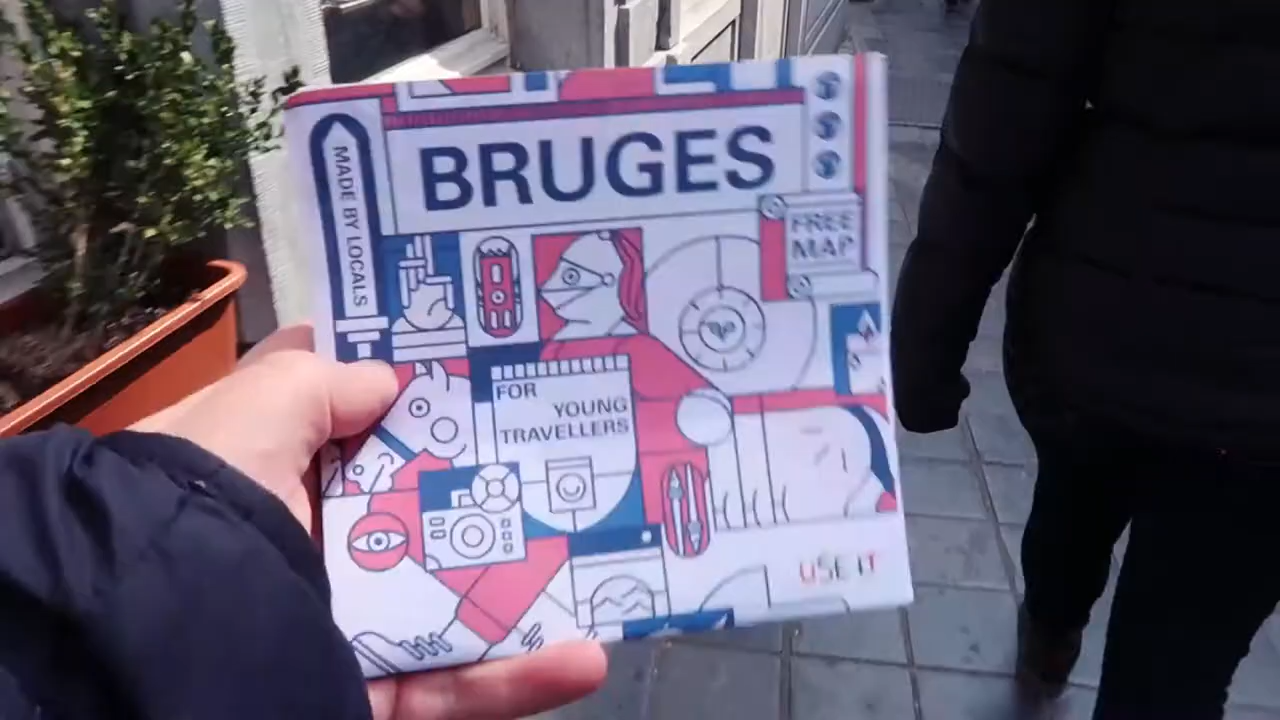 BRUGES
MADE BY LOCALS
FREE
MAP
FOR
YOUNG
TRAVELLERS
USE IT